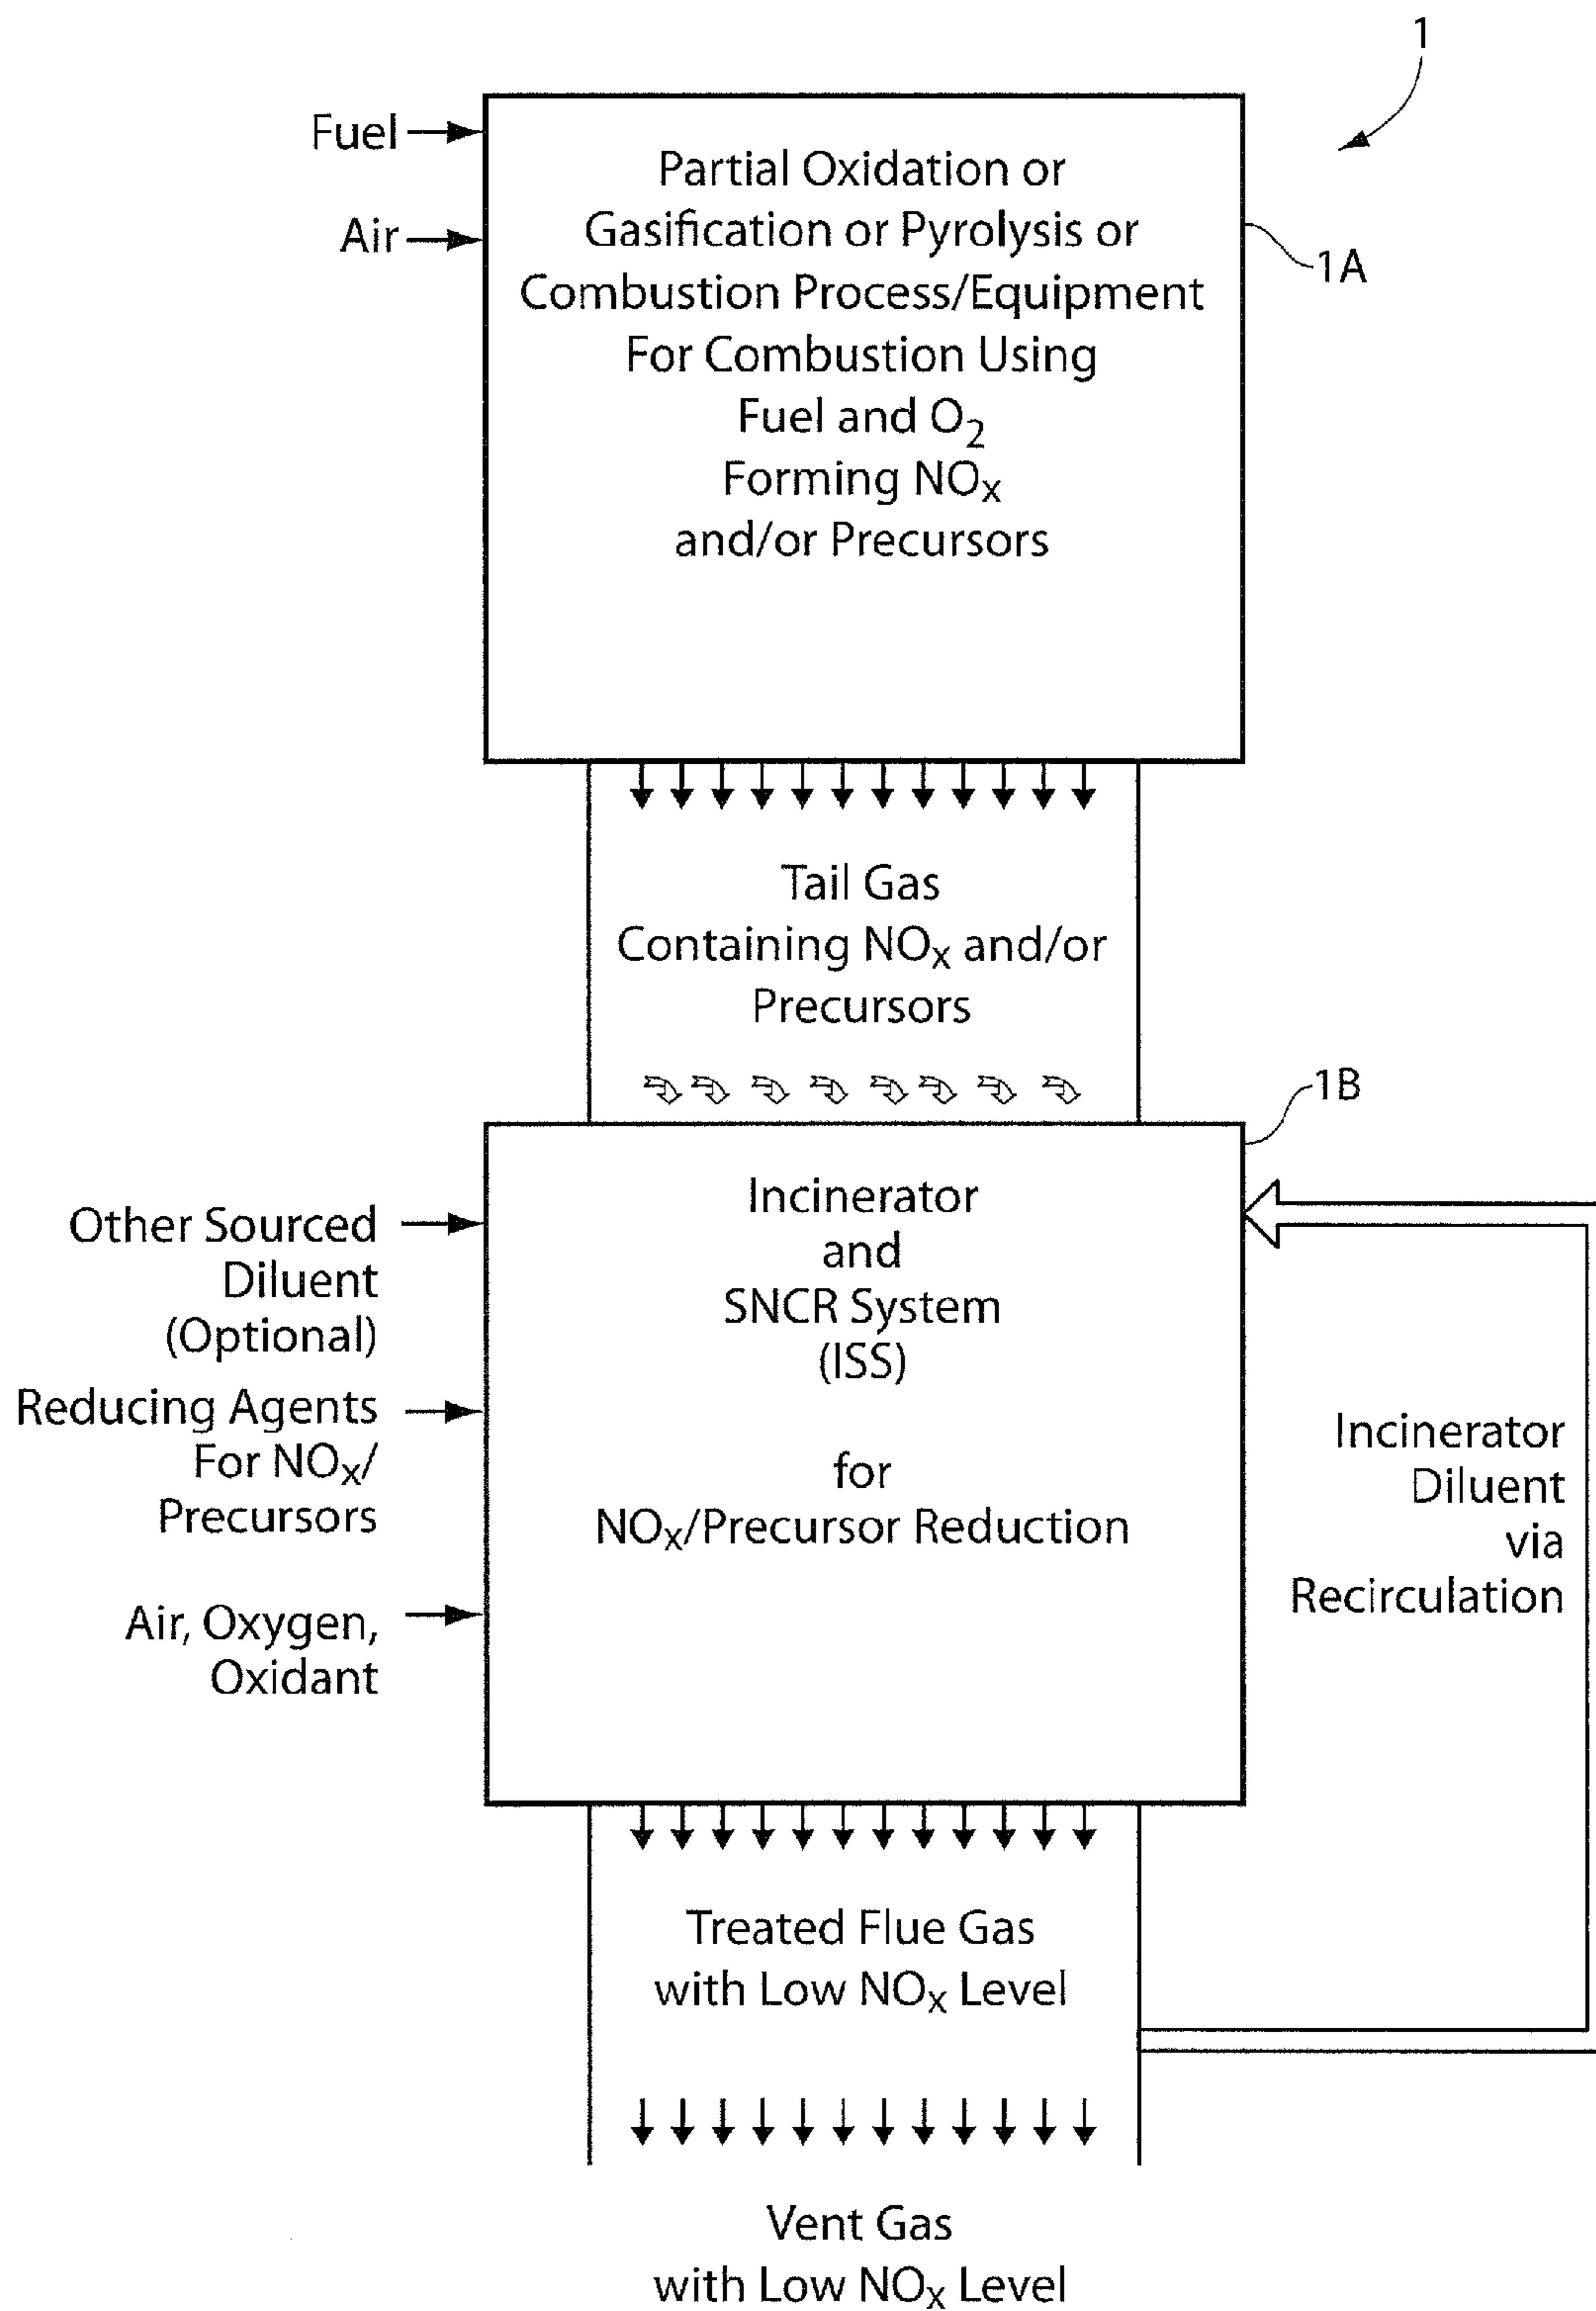 1
Fuel
Air
Partial Oxidation or
Gasification or Pyrolysis or
Combustion Process/Equipment
For Combustion Using
Fuel and O₂
Forming NOₓ
and/or Precursors
1A
Tail Gas
Containing NOₓ and/or
Precursors
1B
Other Sourced
Diluent
(Optional)
Reducing Agents
For NOₓ/
Precursors
Air, Oxygen,
Oxidant
Incinerator
and
SNCR System
(ISS)
for
NOₓ/Precursor Reduction
Incinerator
Diluent
via
Recirculation
Treated Flue Gas
with Low NOₓ Level
Vent Gas
with Low NOₓ Level